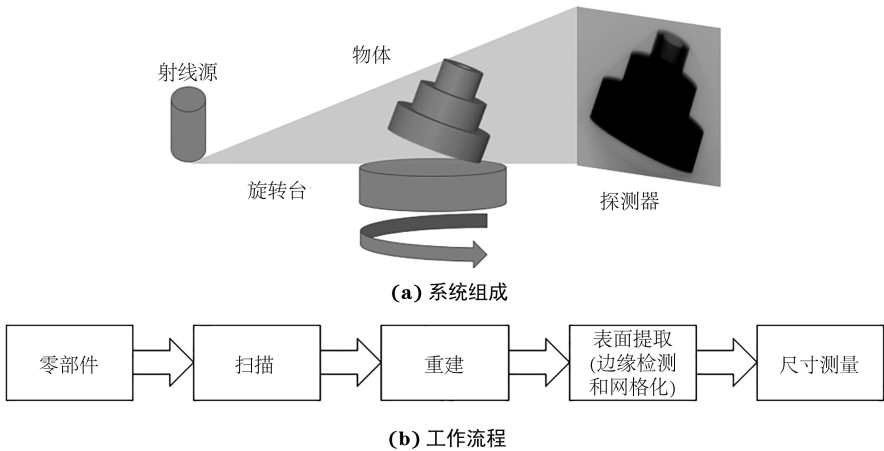 射线源
物体
旋转台
探测器
(a) 系统组成
零部件
扫描
重建
表面提取
(边缘检测
和网格化)
尺寸测量
(b) 工作流程